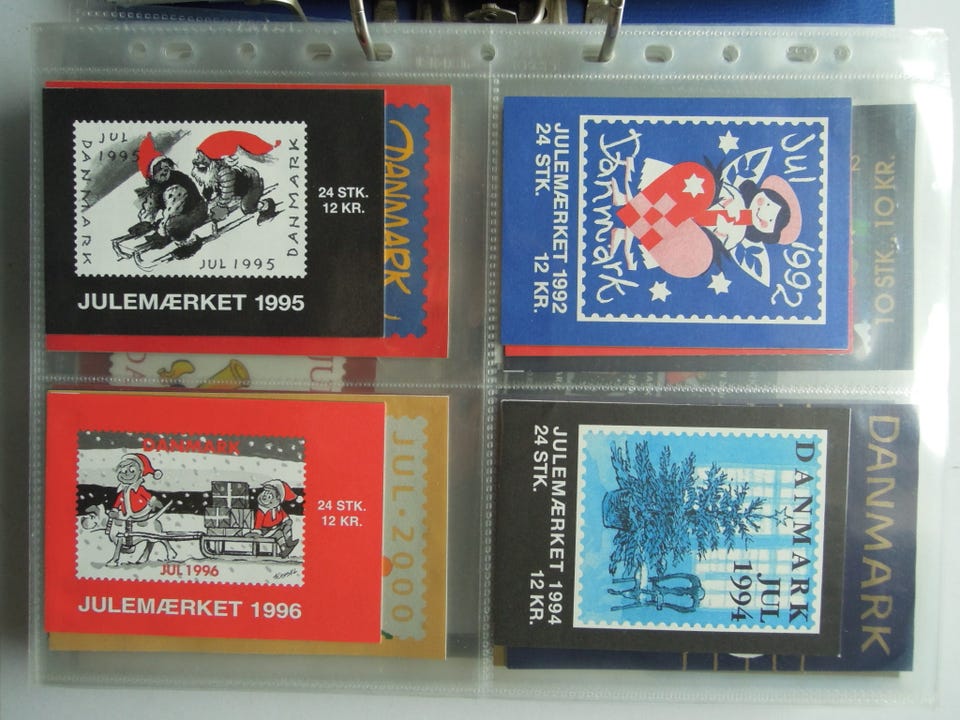 JUL
1995
DANMARK
DANMARK
JUL 1995
24 STK.
12 KR.
JULEMÆRKET 1995
DANMARK
JULEMÆRKET 1992
24 STK.
12 KR.
Jul 1992
Danmark
10 STK. 10 KR.
DANMARK
JUL 1996
24 STK.
12 KR.
JULEMÆRKET 1996
JUL·2000
JULEMÆRKET 1994
24 STK.
12 KR.
DANMARK
JUL
1994
DANMARK